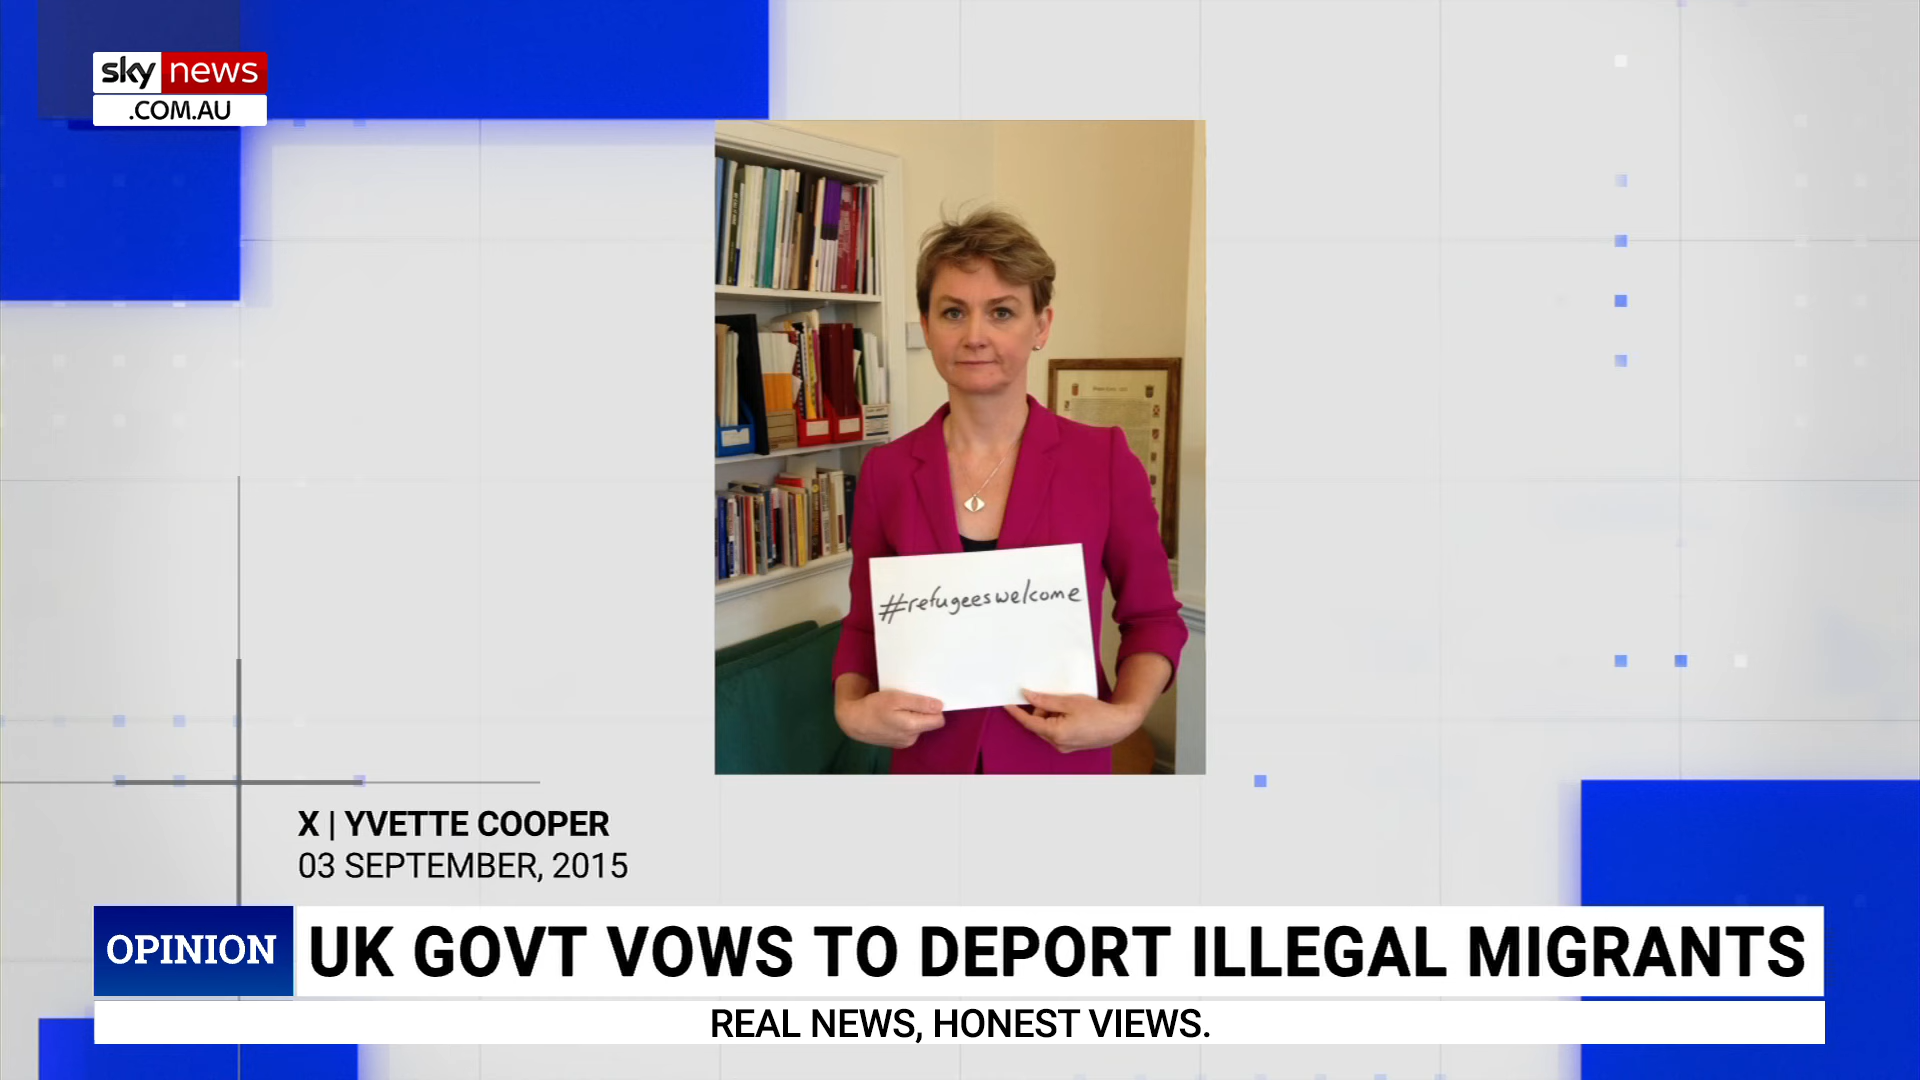 sky news
.COM.AU
#refugeeswelcome
X | YVETTE COOPER
03 SEPTEMBER, 2015
OPINION
UK GOVT VOWS TO DEPORT ILLEGAL MIGRANTS
REAL NEWS, HONEST VIEWS.